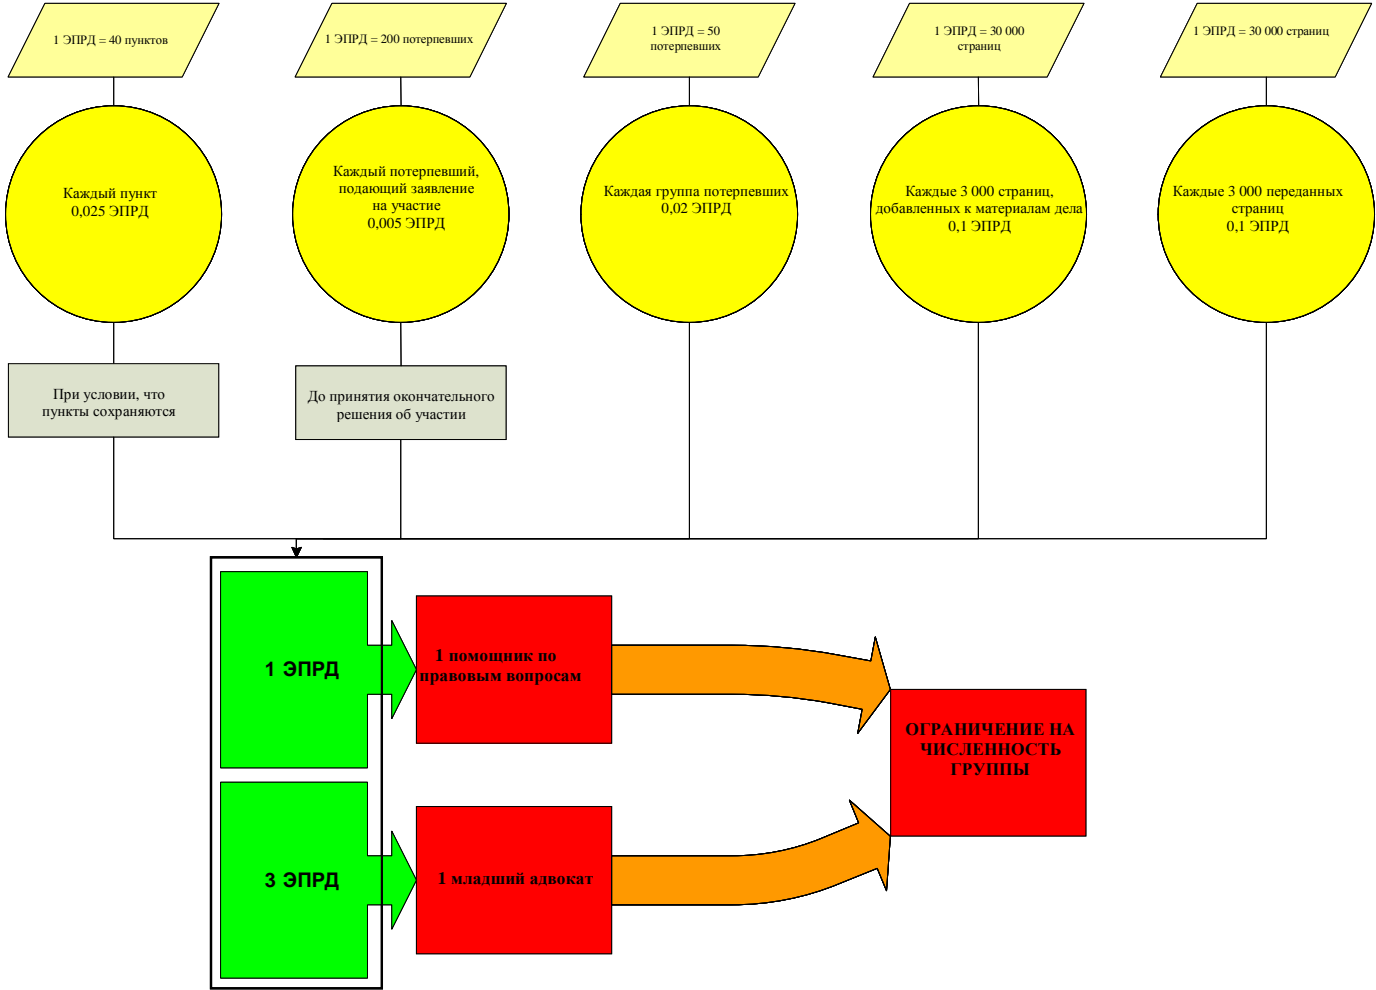 1 ЭПРД = 40 пунктов
1 ЭПРД = 200 потерпевших
1 ЭПРД = 50
потерпевших
1 ЭПРД = 30 000
страниц
1 ЭПРД = 30 000 страниц
Каждый пункт
0,025 ЭПРД
Каждый потерпевший,
подающий заявление
на участие
0,005 ЭПРД
Каждая группа потерпевших
0,02 ЭПРД
Каждые 3 000 страниц,
добавленных к материалам дела
0,1 ЭПРД
Каждые 3 000 переданных
страниц
0,1 ЭПРД
При условии, что
пункты сохраняются
До принятия окончательного
решения об участии
1 ЭПРД
1 помощник по
правовым вопросам
ОГРАНИЧЕНИЕ НА
ЧИСЛЕННОСТЬ
ГРУППЫ
3 ЭПРД
1 младший адвокат